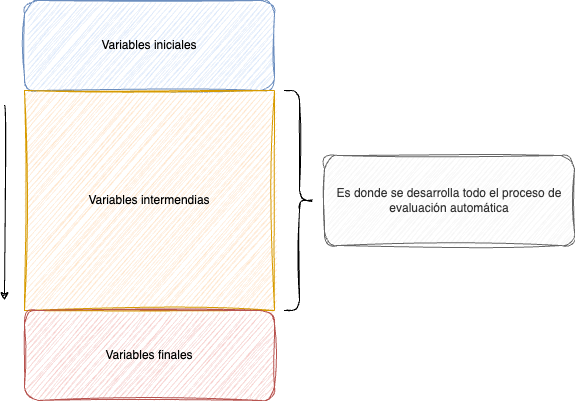 Variables iniciales
Variables intermendias
Es donde se desarrolla todo el proceso de
evaluación automática
Variables finales